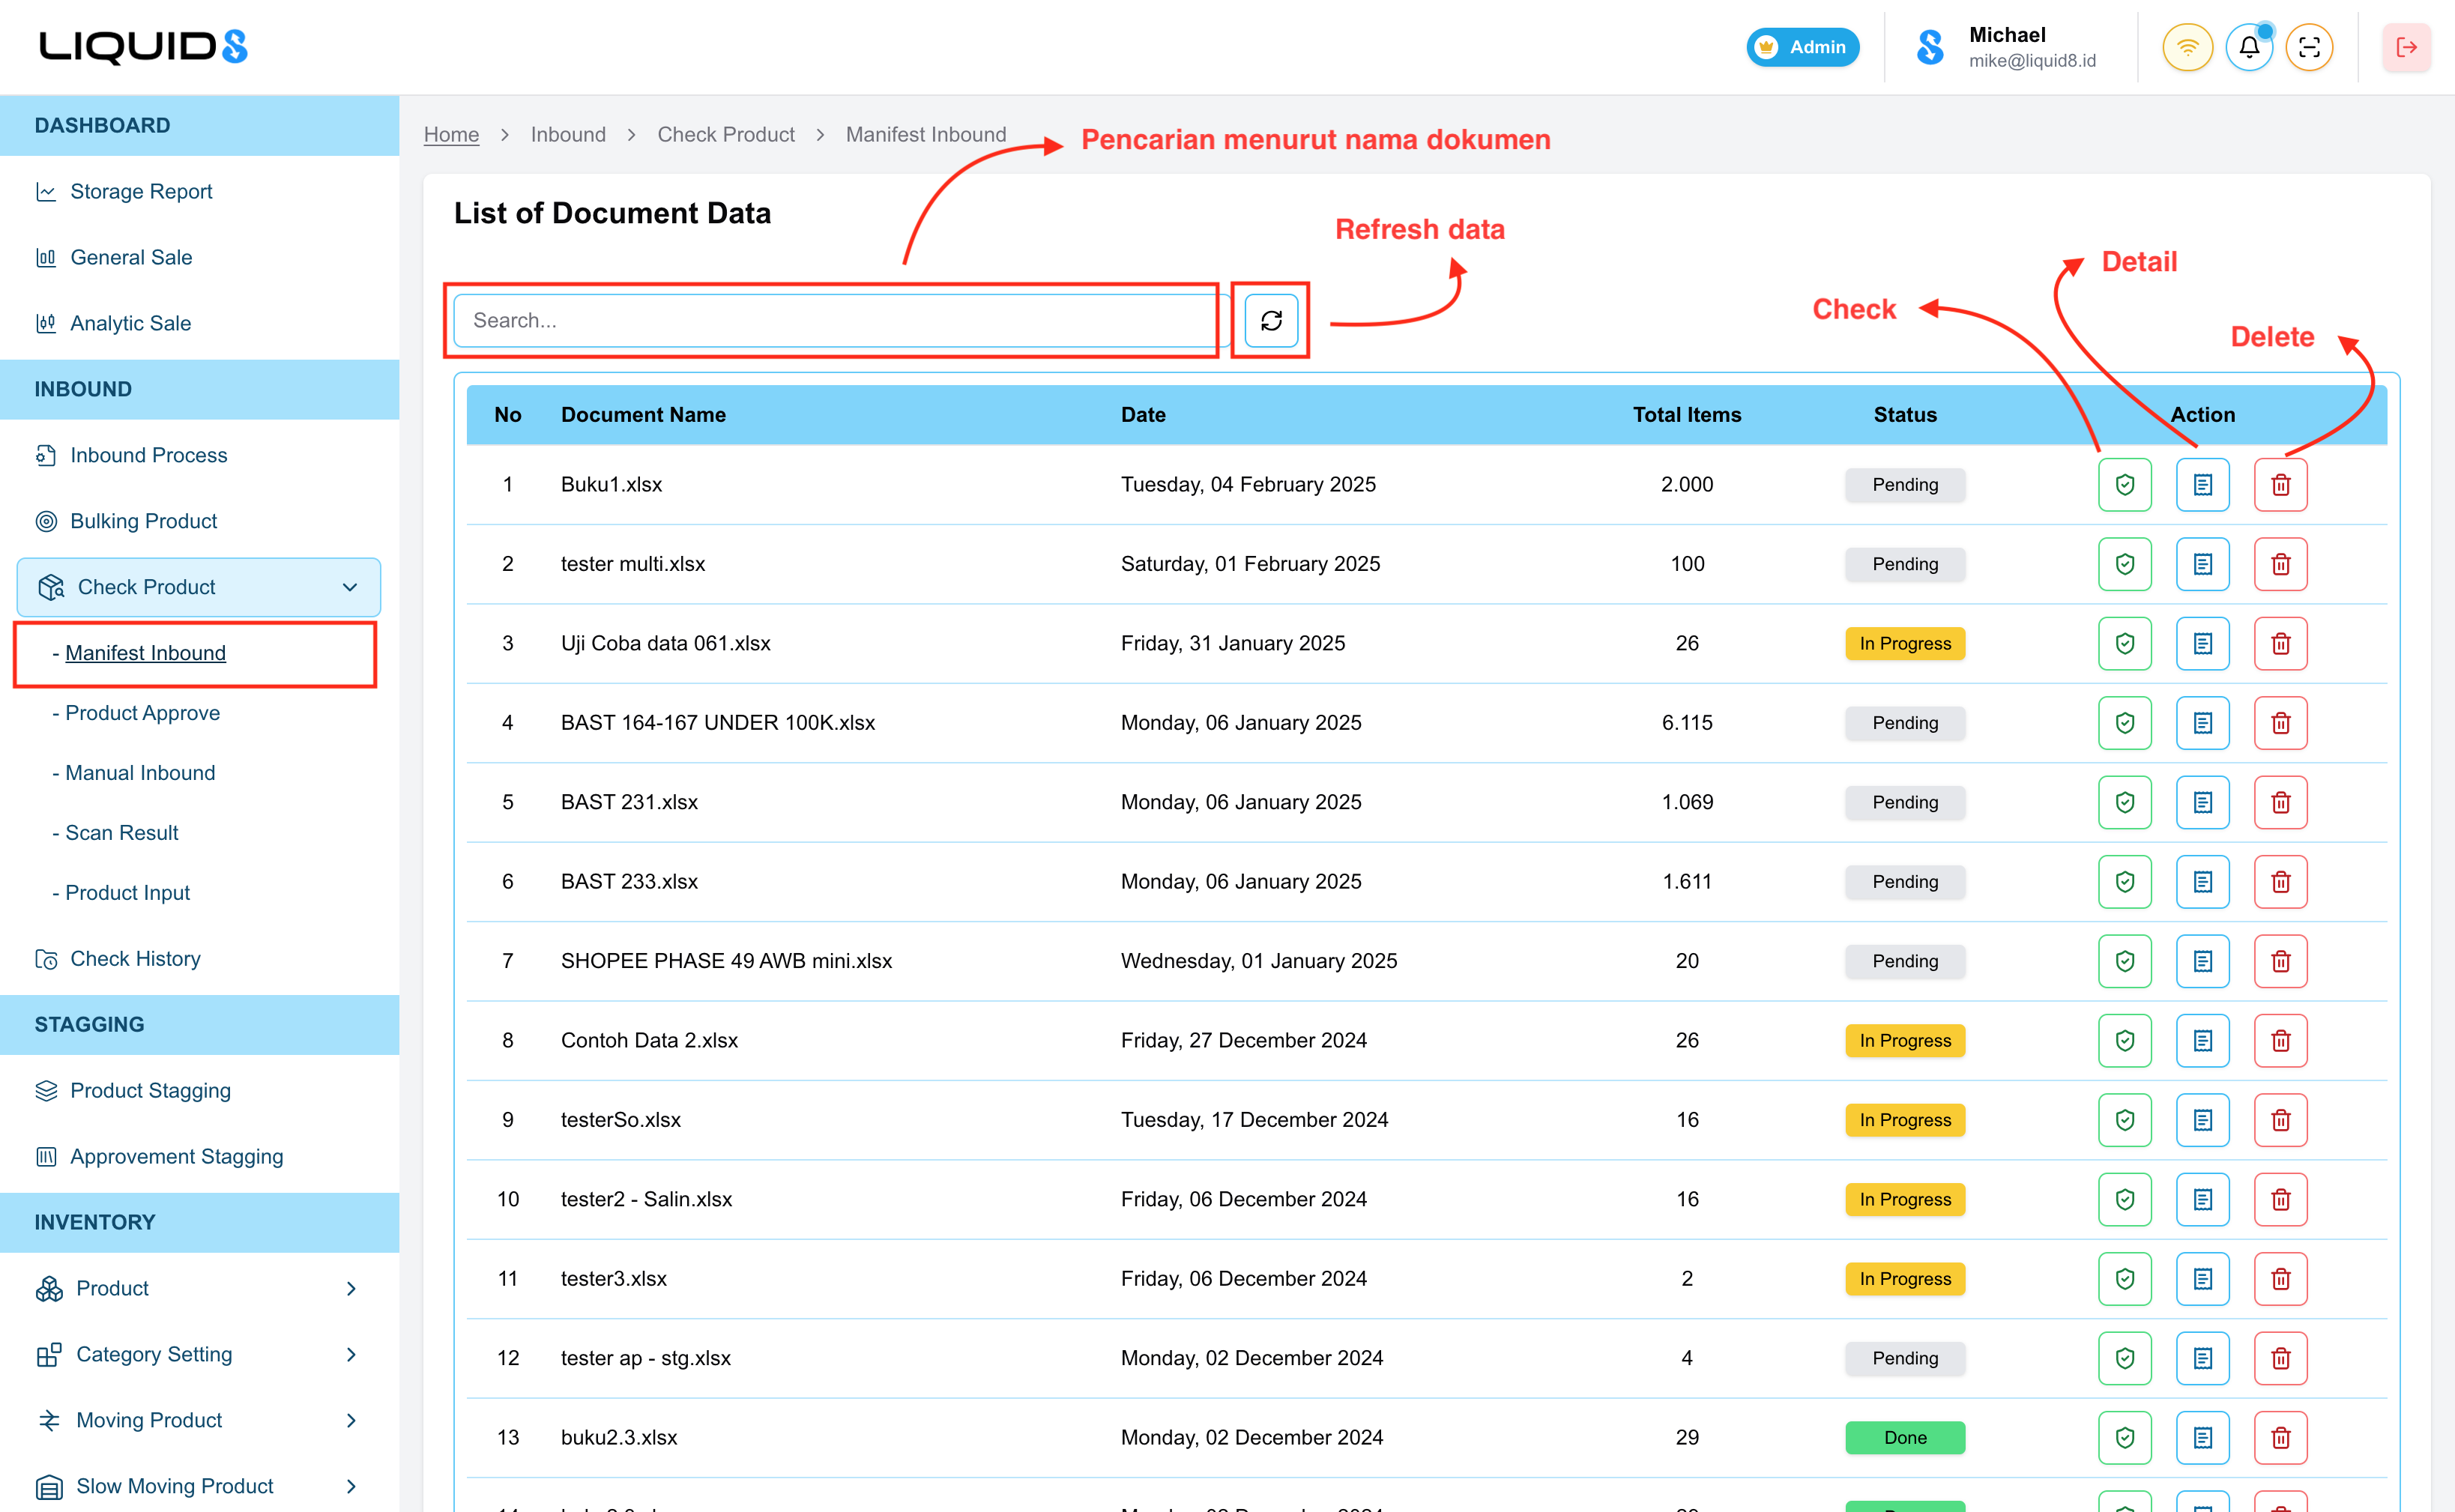 LIQUID8
Admin
Michael
mike@liquid8.id
DASHBOARD
Storage Report
General Sale
Analytic Sale
INBOUND
Inbound Process
Bulking Product
Check Product
- Manifest Inbound
- Product Approve
- Manual Inbound
- Scan Result
- Product Input
Check History
STAGGING
Product Stagging
Approvement Stagging
INVENTORY
Product
Category Setting
Moving Product
Slow Moving Product
Home > Inbound > Check Product > Manifest Inbound
Pencarian menurut nama dokumen
List of Document Data
Refresh data
Detail
Check
Delete
Search...
No Document Name Date Total Items Status Action
1 Buku1.xlsx Tuesday, 04 February 2025 2.000 Pending
2 tester multi.xlsx Saturday, 01 February 2025 100 Pending
3 Uji Coba data 061.xlsx Friday, 31 January 2025 26 In Progress
4 BAST 164-167 UNDER 100K.xlsx Monday, 06 January 2025 6.115 Pending
5 BAST 231.xlsx Monday, 06 January 2025 1.069 Pending
6 BAST 233.xlsx Monday, 06 January 2025 1.611 Pending
7 SHOPEE PHASE 49 AWB mini.xlsx Wednesday, 01 January 2025 20 Pending
8 Contoh Data 2.xlsx Friday, 27 December 2024 26 In Progress
9 testerSo.xlsx Tuesday, 17 December 2024 16 In Progress
10 tester2 - Salin.xlsx Friday, 06 December 2024 16 In Progress
11 tester3.xlsx Friday, 06 December 2024 2 In Progress
12 tester ap - stg.xlsx Monday, 02 December 2024 4 Pending
13 buku2.3.xlsx Monday, 02 December 2024 29 Done